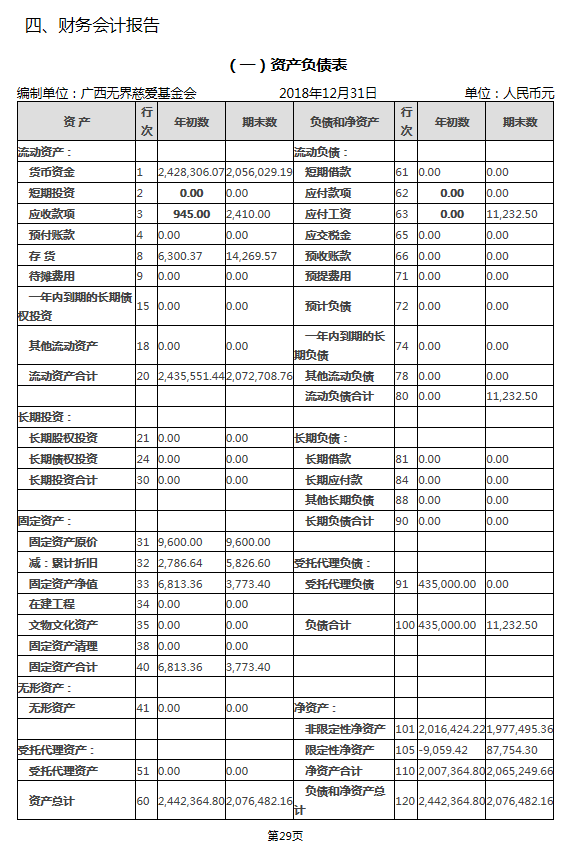 四、财务会计报告
（一）资产负债表
编制单位：广西无界慈爱基金会 2018年12月31日 单位：人民币元
资 产 行次 年初数 期末数 负债和净资产 行次 年初数 期末数
流动资产： 流动负债：
货币资金 1 2,428,306.07 2,056,029.19 短期借款 61 0.00 0.00
短期投资 2 0.00 0.00 应付款项 62 0.00 0.00
应收款项 3 945.00 2,410.00 应付工资 63 0.00 11,232.50
预付账款 4 0.00 0.00 应交税金 65 0.00 0.00
存 货 8 6,300.37 14,269.57 预收账款 66 0.00 0.00
待摊费用 9 0.00 0.00 预提费用 71 0.00 0.00
一年内到期的长期债权投资 15 0.00 0.00 预计负债 72 0.00 0.00
其他流动资产 18 0.00 0.00 一年内到期的长期负债 74 0.00 0.00
流动资产合计 20 2,435,551.44 2,072,708.76 其他流动负债 78 0.00 0.00
流动负债合计 80 0.00 11,232.50
长期投资：
长期股权投资 21 0.00 0.00 长期负债：
长期债权投资 24 0.00 0.00 长期借款 81 0.00 0.00
长期投资合计 30 0.00 0.00 长期应付款 84 0.00 0.00
其他长期负债 88 0.00 0.00
固定资产： 长期负债合计 90 0.00 0.00
固定资产原价 31 9,600.00 9,600.00
减：累计折旧 32 2,786.64 5,826.60 受托代理负债：
固定资产净值 33 6,813.36 3,773.40 受托代理负债 91 435,000.00 0.00
在建工程 34 0.00 0.00
文物文化资产 35 0.00 0.00 负债合计 100 435,000.00 11,232.50
固定资产清理 38 0.00 0.00
固定资产合计 40 6,813.36 3,773.40
无形资产：
无形资产 41 0.00 0.00 净资产：
非限定性净资产 101 2,016,424.22 1,977,495.36
受托代理资产： 限定性净资产 105 -9,059.42 87,754.30
受托代理资产 51 0.00 0.00 净资产合计 110 2,007,364.80 2,065,249.66
资产总计 60 2,442,364.80 2,076,482.16 负债和净资产总计 120 2,442,364.80 2,076,482.16
第29页